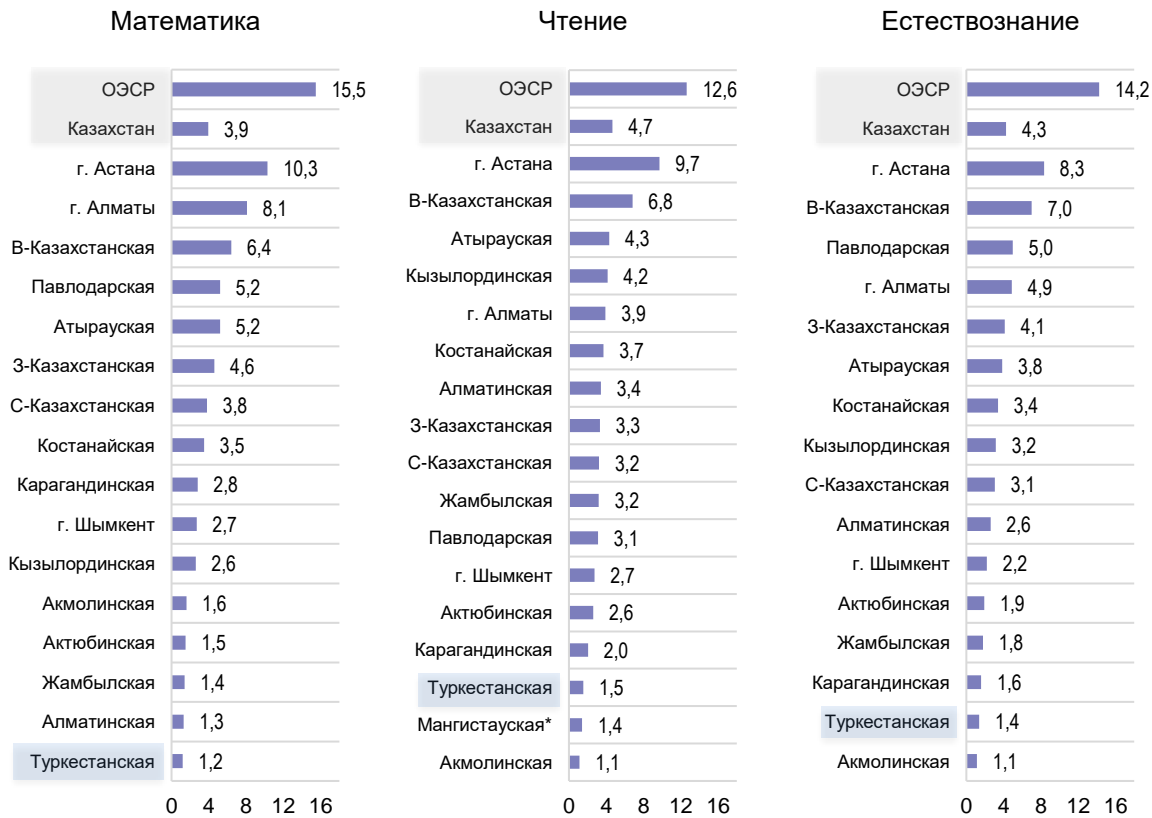 Математика
ОЭСР 15,5
Казахстан 3,9
г. Астана 10,3
г. Алматы 8,1
В-Казахстанская 6,4
Павлодарская 5,2
Атырауская 5,2
З-Казахстанская 4,6
С-Казахстанская 3,8
Костанайская 3,5
Карагандинская 2,8
г. Шымкент 2,7
Кызылординская 2,6
Акмолинская 1,6
Актюбинская 1,5
Жамбылская 1,4
Алматинская 1,3
Туркестанская 1,2
0 4 8 12 16
Чтение
ОЭСР 12,6
Казахстан 4,7
г. Астана 9,7
В-Казахстанская 6,8
Атырауская 4,3
Кызылординская 4,2
г. Алматы 3,9
Костанайская 3,7
Алматинская 3,4
З-Казахстанская 3,3
С-Казахстанская 3,2
Жамбылская 3,2
Павлодарская 3,1
г. Шымкент 2,7
Актюбинская 2,6
Карагандинская 2,0
Туркестанская 1,5
Мангистауская* 1,4
Акмолинская 1,1
0 4 8 12 16
Естествознание
ОЭСР 14,2
Казахстан 4,3
г. Астана 8,3
В-Казахстанская 7,0
Павлодарская 5,0
г. Алматы 4,9
З-Казахстанская 4,1
Атырауская 3,8
Костанайская 3,4
Кызылординская 3,2
С-Казахстанская 3,1
Алматинская 2,6
г. Шымкент 2,2
Актюбинская 1,9
Жамбылская 1,8
Карагандинская 1,6
Туркестанская 1,4
Акмолинская 1,1
0 4 8 12 16